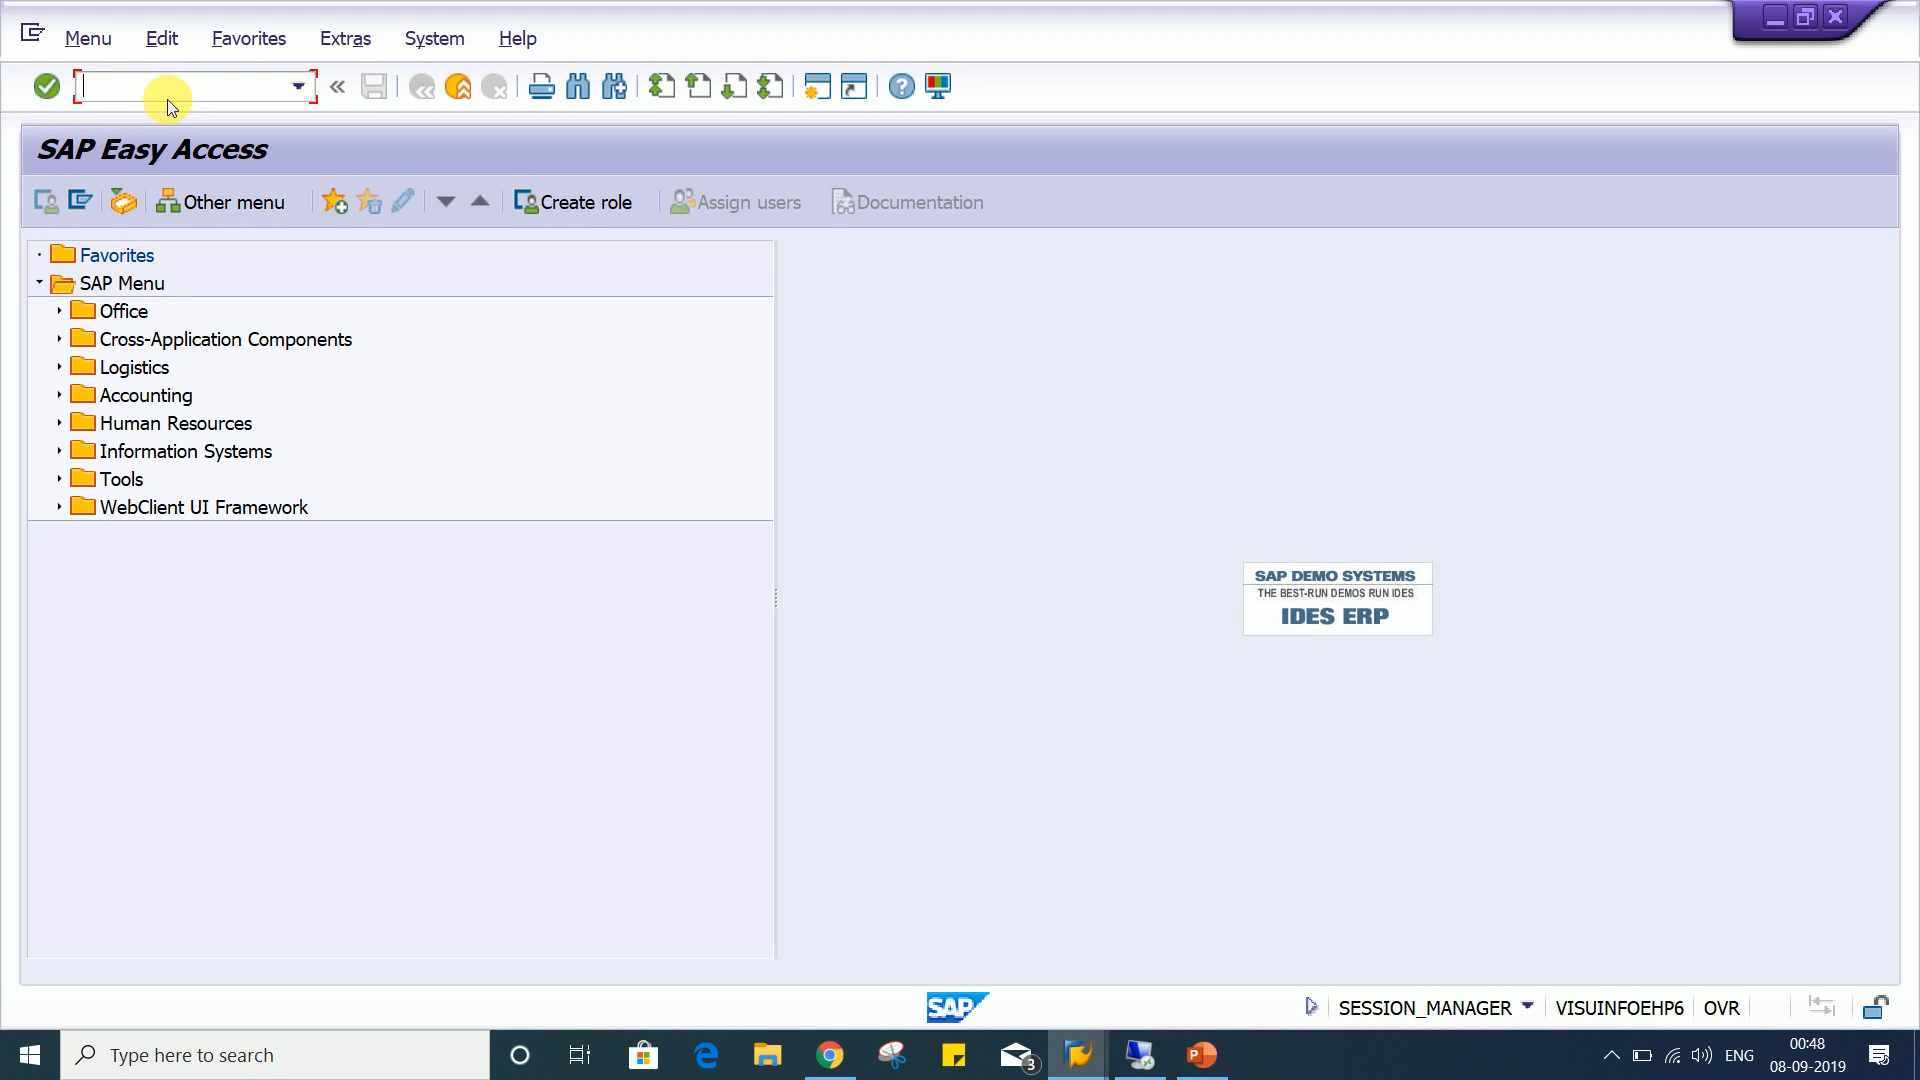 Menu Edit Favorites Extras System Help
SAP Easy Access
Other menu Create role Assign users Documentation
Favorites
SAP Menu
Office
Cross-Application Components
Logistics
Accounting
Human Resources
Information Systems
Tools
WebClient UI Framework
SAP DEMO SYSTEMS
THE BEST-RUN DEMOS RUN IDES
IDES ERP
SAP SESSION_MANAGER VISUINFOEHP6 OVR
Type here to search 3 ENG 00:48
08-09-2019